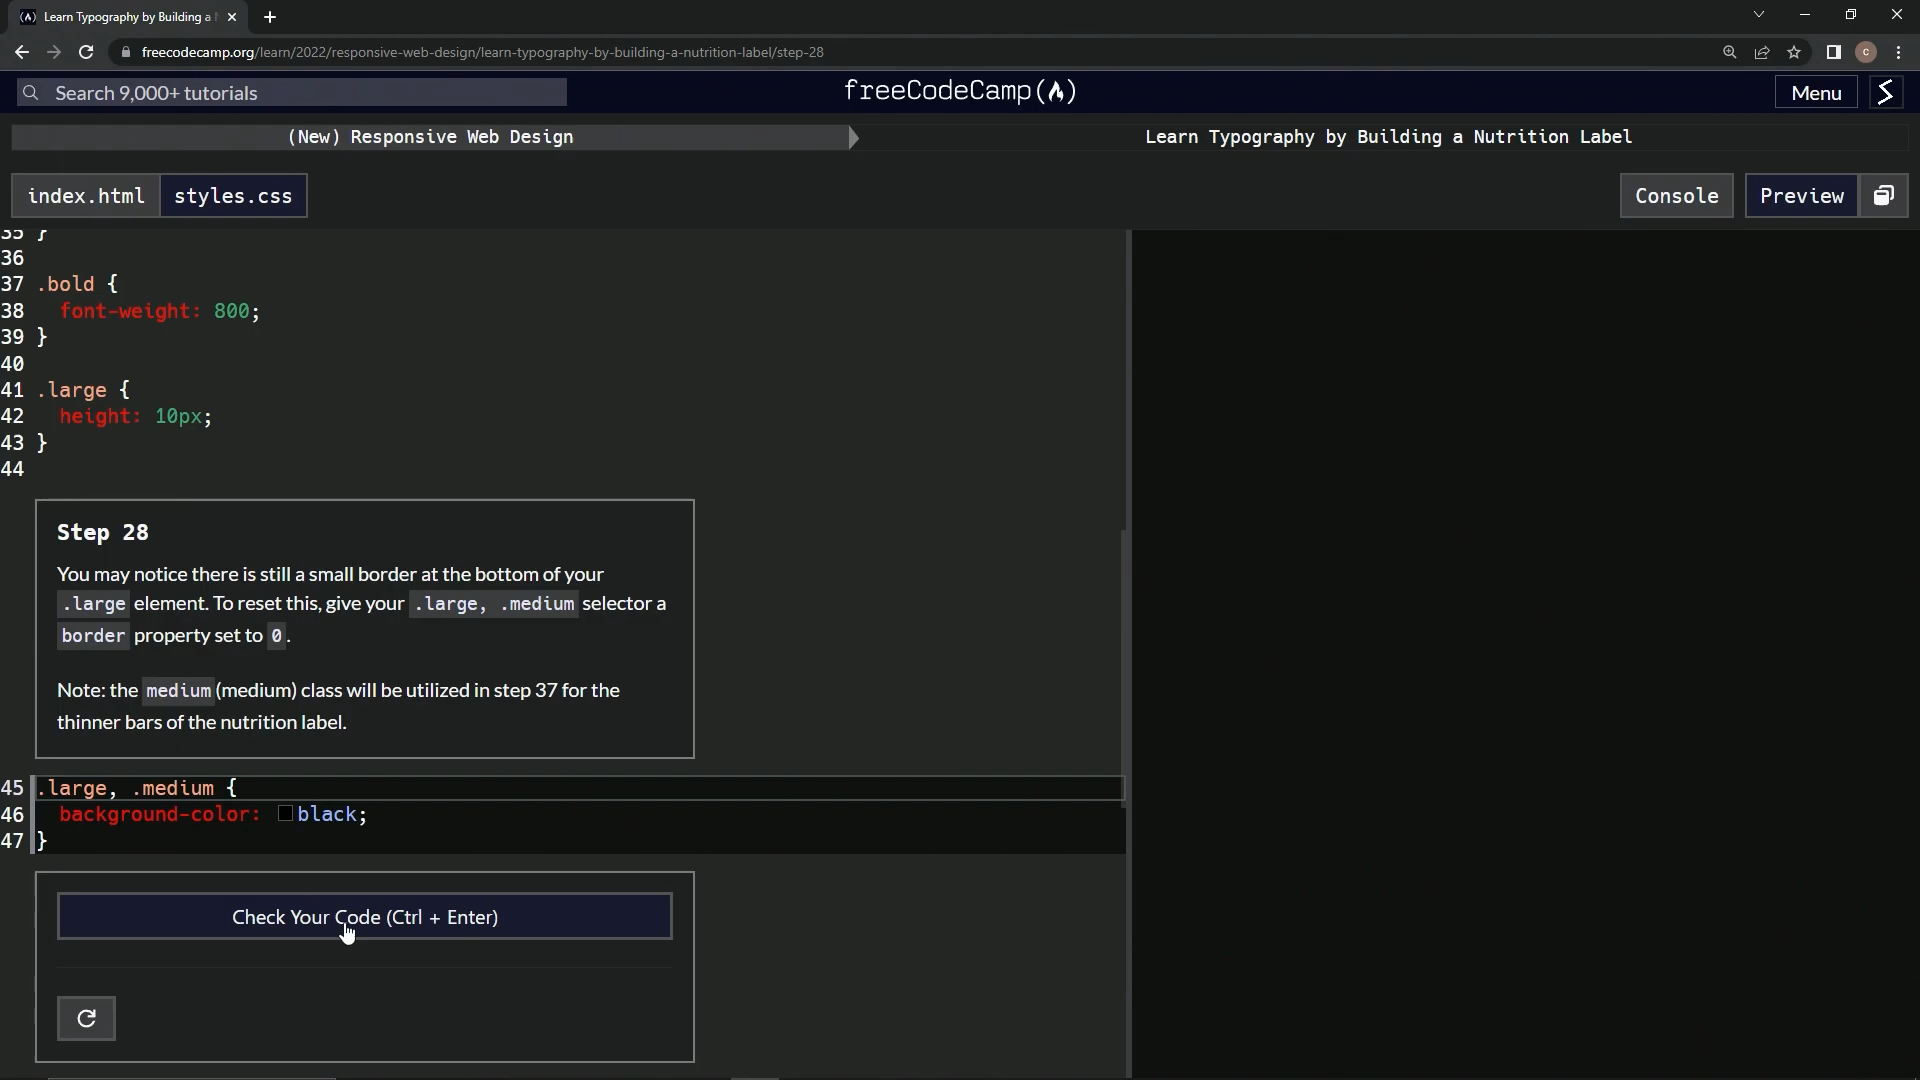 Learn Typography by Building a
freecodecamp.org/learn/2022/responsive-web-design/learn-typography-by-building-a-nutrition-label/step-28
C
Search 9,000+ tutorials
freeCodeCamp
Menu
(New) Responsive Web Design
Learn Typography by Building a Nutrition Label
index.html
styles.css
Console
Preview
35 }
36
37 .bold {
38 font-weight: 800;
39 }
40
41 .large {
42 height: 10px;
43 }
44
Step 28
You may notice there is still a small border at the bottom of your
.large element. To reset this, give your .large, .medium selector a
border property set to 0.
Note: the medium (medium) class will be utilized in step 37 for the
thinner bars of the nutrition label.
45 .large, .medium {
46 background-color: black;
47 }
Check Your Code (Ctrl + Enter)